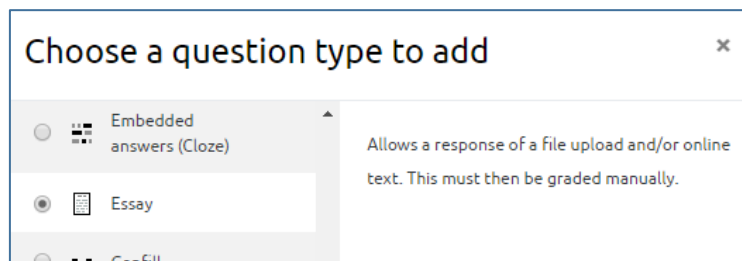 Choose a question type to add
×
Embedded
answers (Cloze)
Essay
Allows a response of a file upload and/or online
text. This must then be graded manually.